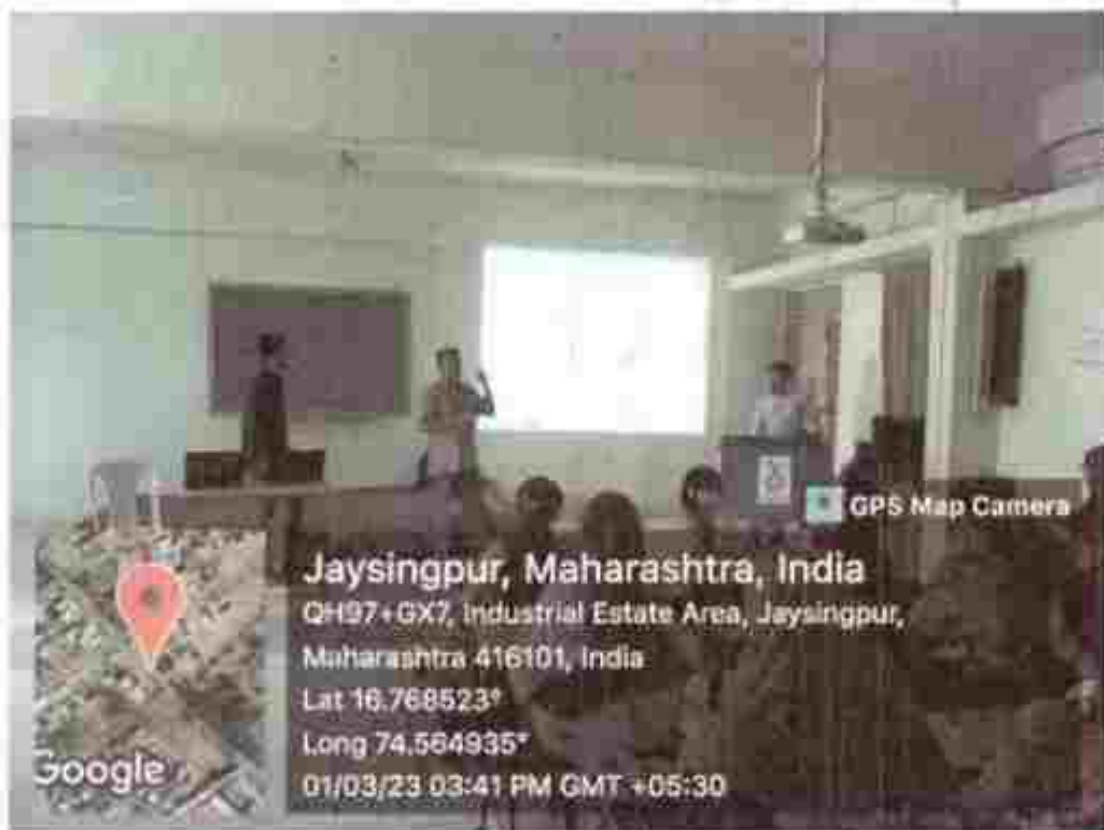 GPS Map Camera
Jaysingpur, Maharashtra, India
QH97+GX7, Industrial Estate Area, Jaysingpur,
Maharashtra 416101, India
Lat 16.768523°
Long 74.564935°
01/03/23 03:41 PM GMT +05:30
Google